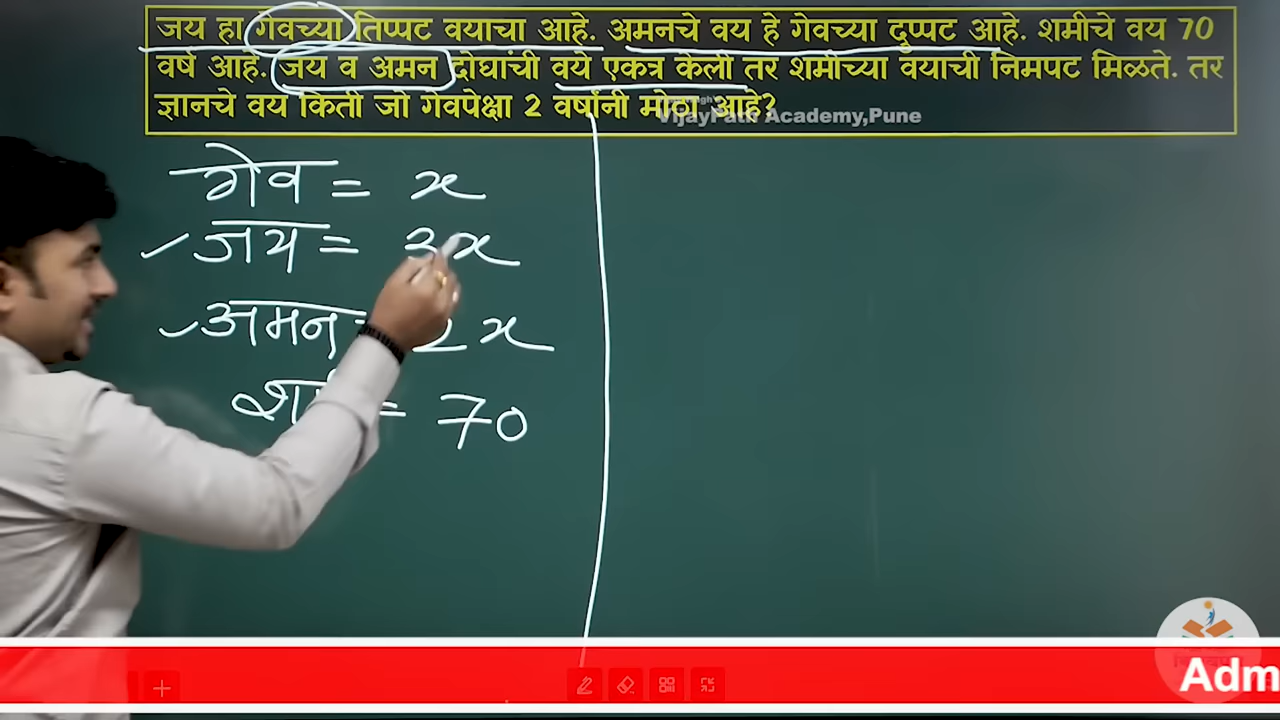 जय हा गेवच्या तिप्पट वयाचा आहे. अमनचे वय हे गेवच्या दुप्पट आहे. शमीचे वय 70
वर्षे आहे. जय व अमन दोघांची वये एकत्र केली तर शमीच्या वयाची निमपट मिळते. तर
ज्ञानचे वय किती जो गेवपेक्षा 2 वर्षांनी मोठा आहे?
VijayPath Academy,Pune
गेव = x
जय = 3x
अमन = 2x
= 70
Adm